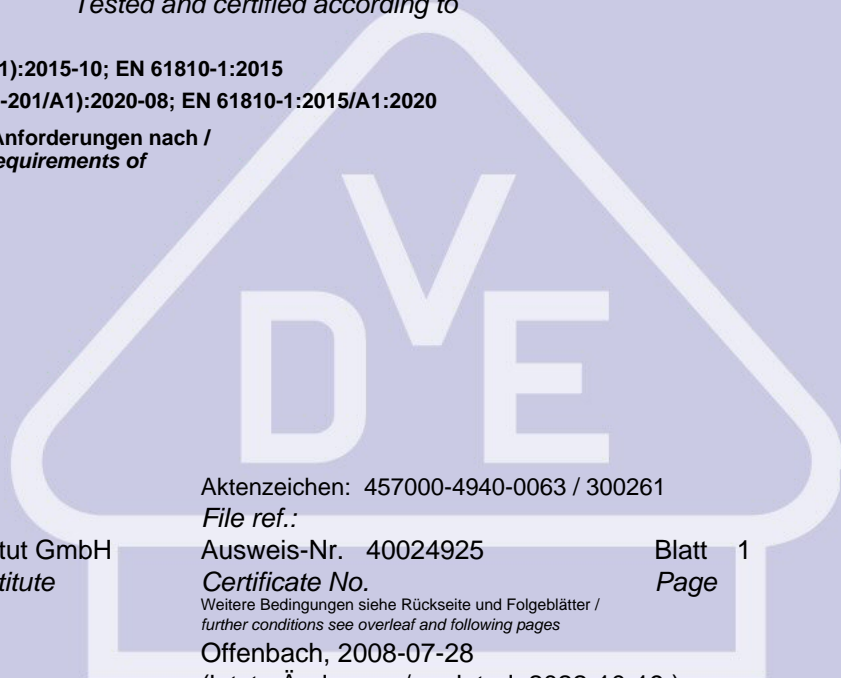 Tested and certified according to
1):2015-10; EN 61810-1:2015
-201/A1):2020-08; EN 61810-1:2015/A1:2020
Anforderungen nach /
equirements of
VDE
Aktenzeichen: 457000-4940-0063 / 300261
File ref.:
tut GmbH Ausweis-Nr. 40024925 Blatt 1
titute Certificate No. Page
Weitere Bedingungen siehe Rückseite und Folgeblätter /
further conditions see overleaf and following pages
Offenbach, 2008-07-28